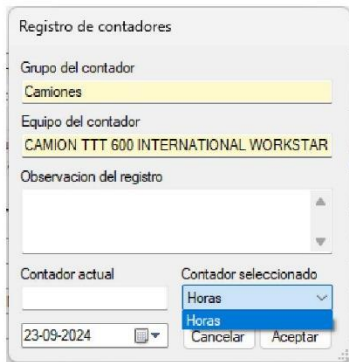 Registro de contadores
Grupo del contador
Camiones
Equipo del contador
CAMION TTT 600 INTERNATIONAL WORKSTAR
Observacion del registro
Contador actual Contador seleccionado
Horas
Horas
23-09-2024 Cancelar Aceptar